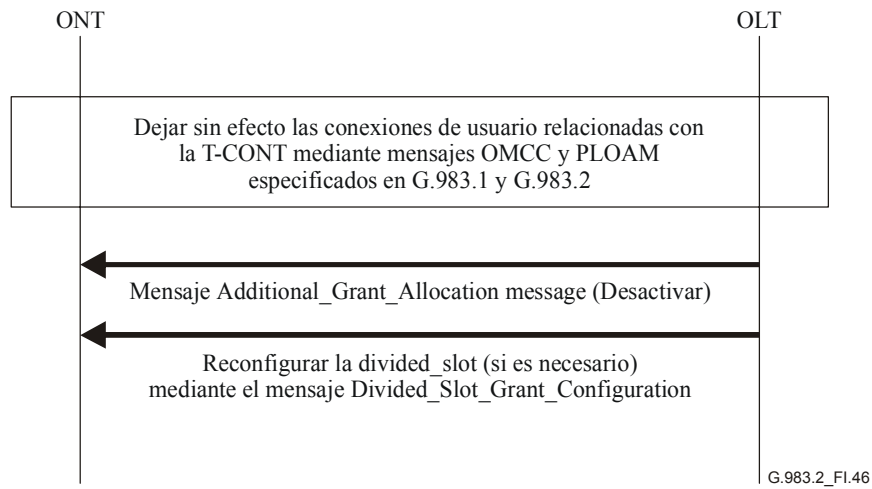 ONT
OLT
Dejar sin efecto las conexiones de usuario relacionadas con
la T-CONT mediante mensajes OMCC y PLOAM
especificados en G.983.1 y G.983.2
Mensaje Additional_Grant_Allocation message (Desactivar)
Reconfigurar la divided_slot (si es necesario)
mediante el mensaje Divided_Slot_Grant_Configuration
G.983.2_FI.46